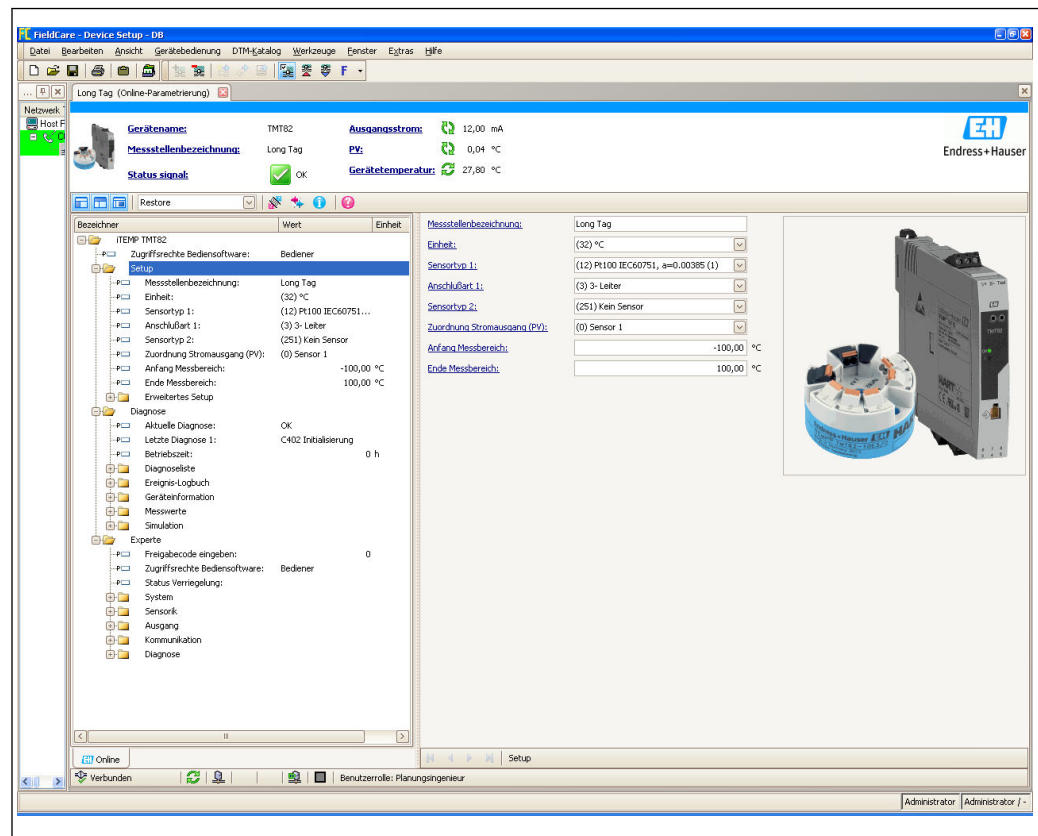 FieldCare - Device Setup - DB
Datei Bearbeiten Ansicht Gerätebedienung DTM-Katalog Werkzeuge Fenster Extras Hilfe
F
... Long Tag (Online-Parametrierung)
Netzwerk
Host F
Gerätename: TMT82 Ausgangsstrom: 12,00 mA
Messstellenbezeichnung: Long Tag PV: 0,04 °C
Status signal: OK Gerätetemperatur: 27,80 °C
EH
Endress+Hauser
Restore
Bezeichner Wert Einheit
iTEMP TMT82
Zugriffsrechte Bediensoftware: Bediener
Setup
Messstellenbezeichnung: Long Tag
Einheit: (32) °C
Sensortyp 1: (12) Pt100 IEC60751...
Anschlußart 1: (3) 3- Leiter
Sensortyp 2: (251) Kein Sensor
Zuordnung Stromausgang (PV): (0) Sensor 1
Anfang Messbereich: -100,00 °C
Ende Messbereich: 100,00 °C
Erweitertes Setup
Diagnose
Aktuelle Diagnose: OK
Letzte Diagnose 1: C402 Initialisierung
Betriebszeit: 0 h
Diagnoseliste
Ereignis-Logbuch
Geräteinformation
Messwerte
Simulation
Experte
Freigabecode eingeben: 0
Zugriffsrechte Bediensoftware: Bediener
Status Verriegelung:
System
Sensorik
Ausgang
Kommunikation
Diagnose
Messstellenbezeichnung: Long Tag
Einheit: (32) °C
Sensortyp 1: (12) Pt100 IEC60751, a=0.00385 (1)
Anschlußart 1: (3) 3- Leiter
Sensortyp 2: (251) Kein Sensor
Zuordnung Stromausgang (PV): (0) Sensor 1
Anfang Messbereich: -100,00 °C
Ende Messbereich: 100,00 °C
TMT82
HART
Endress+Hauser EH
HART
EH Online
Setup
Verbunden Benutzerrolle: Planungsingenieur
Administrator Administrator / -